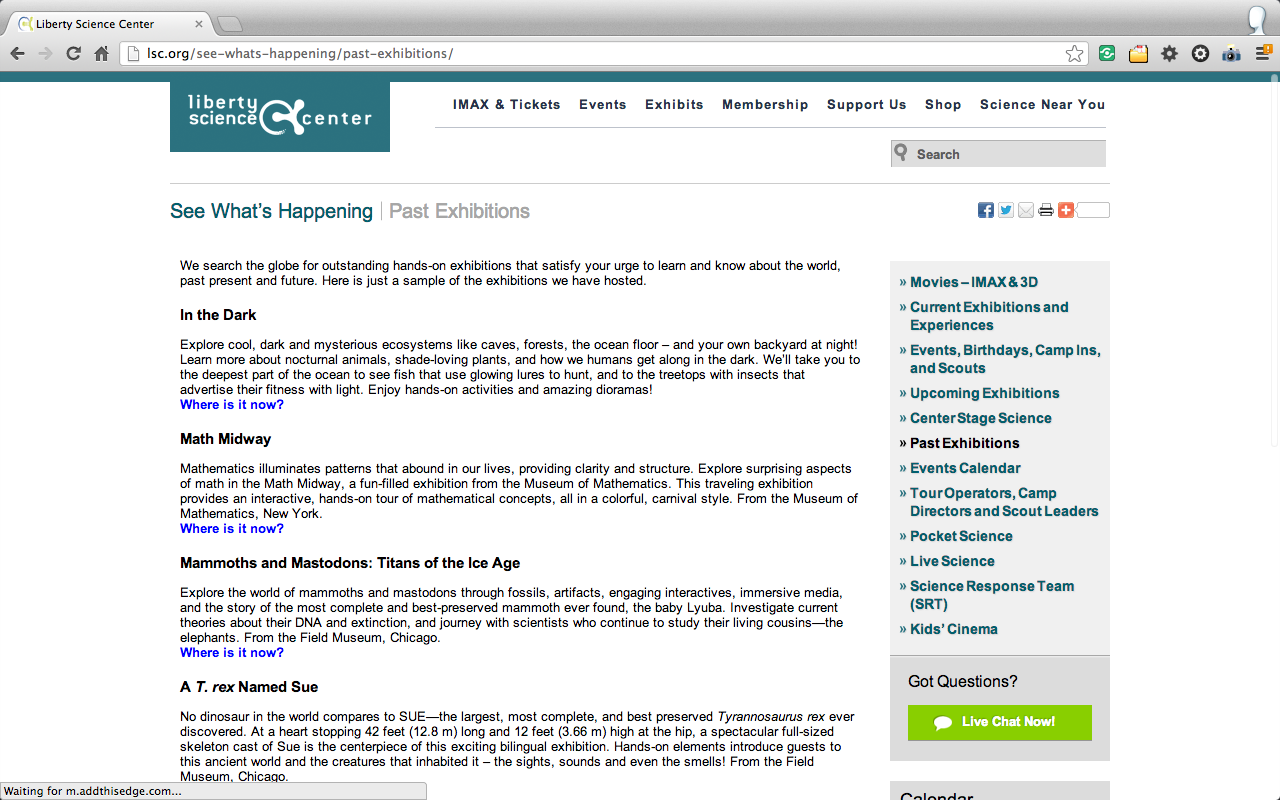 Liberty Science Center
lsc.org/see-whats-happening/past-exhibitions/
liberty
science center
IMAX & Tickets Events Exhibits Membership Support Us Shop Science Near You
Search
See What's Happening | Past Exhibitions
We search the globe for outstanding hands-on exhibitions that satisfy your urge to learn and know about the world,
past present and future. Here is just a sample of the exhibitions we have hosted.
In the Dark
Explore cool, dark and mysterious ecosystems like caves, forests, the ocean floor – and your own backyard at night!
Learn more about nocturnal animals, shade-loving plants, and how we humans get along in the dark. We'll take you to
the deepest part of the ocean to see fish that use glowing lures to hunt, and to the treetops with insects that
advertise their fitness with light. Enjoy hands-on activities and amazing dioramas!
Where is it now?
Math Midway
Mathematics illuminates patterns that abound in our lives, providing clarity and structure. Explore surprising aspects
of math in the Math Midway, a fun-filled exhibition from the Museum of Mathematics. This traveling exhibition
provides an interactive, hands-on tour of mathematical concepts, all in a colorful, carnival style. From the Museum of
Mathematics, New York.
Where is it now?
Mammoths and Mastodons: Titans of the Ice Age
Explore the world of mammoths and mastodons through fossils, artifacts, engaging interactives, immersive media,
and the story of the most complete and best-preserved mammoth ever found, the baby Lyuba. Investigate current
theories about their DNA and extinction, and journey with scientists who continue to study their living cousins—the
elephants. From the Field Museum, Chicago.
Where is it now?
A T. rex Named Sue
No dinosaur in the world compares to SUE—the largest, most complete, and best preserved Tyrannosaurus rex ever
discovered. At a heart stopping 42 feet (12.8 m) long and 12 feet (3.66 m) high at the hip, a spectacular full-sized
skeleton cast of Sue is the centerpiece of this exciting bilingual exhibition. Hands-on elements introduce guests to
this ancient world and the creatures that inhabited it – the sights, sounds and even the smells! From the Field
Museum, Chicago.
» Movies – IMAX & 3D
» Current Exhibitions and
Experiences
» Events, Birthdays, Camp Ins,
and Scouts
» Upcoming Exhibitions
» Center Stage Science
» Past Exhibitions
» Events Calendar
» Tour Operators, Camp
Directors and Scout Leaders
» Pocket Science
» Live Science
» Science Response Team
(SRT)
» Kids' Cinema
Got Questions?
Live Chat Now!
Calendar
Waiting for m.addthisedge.com...